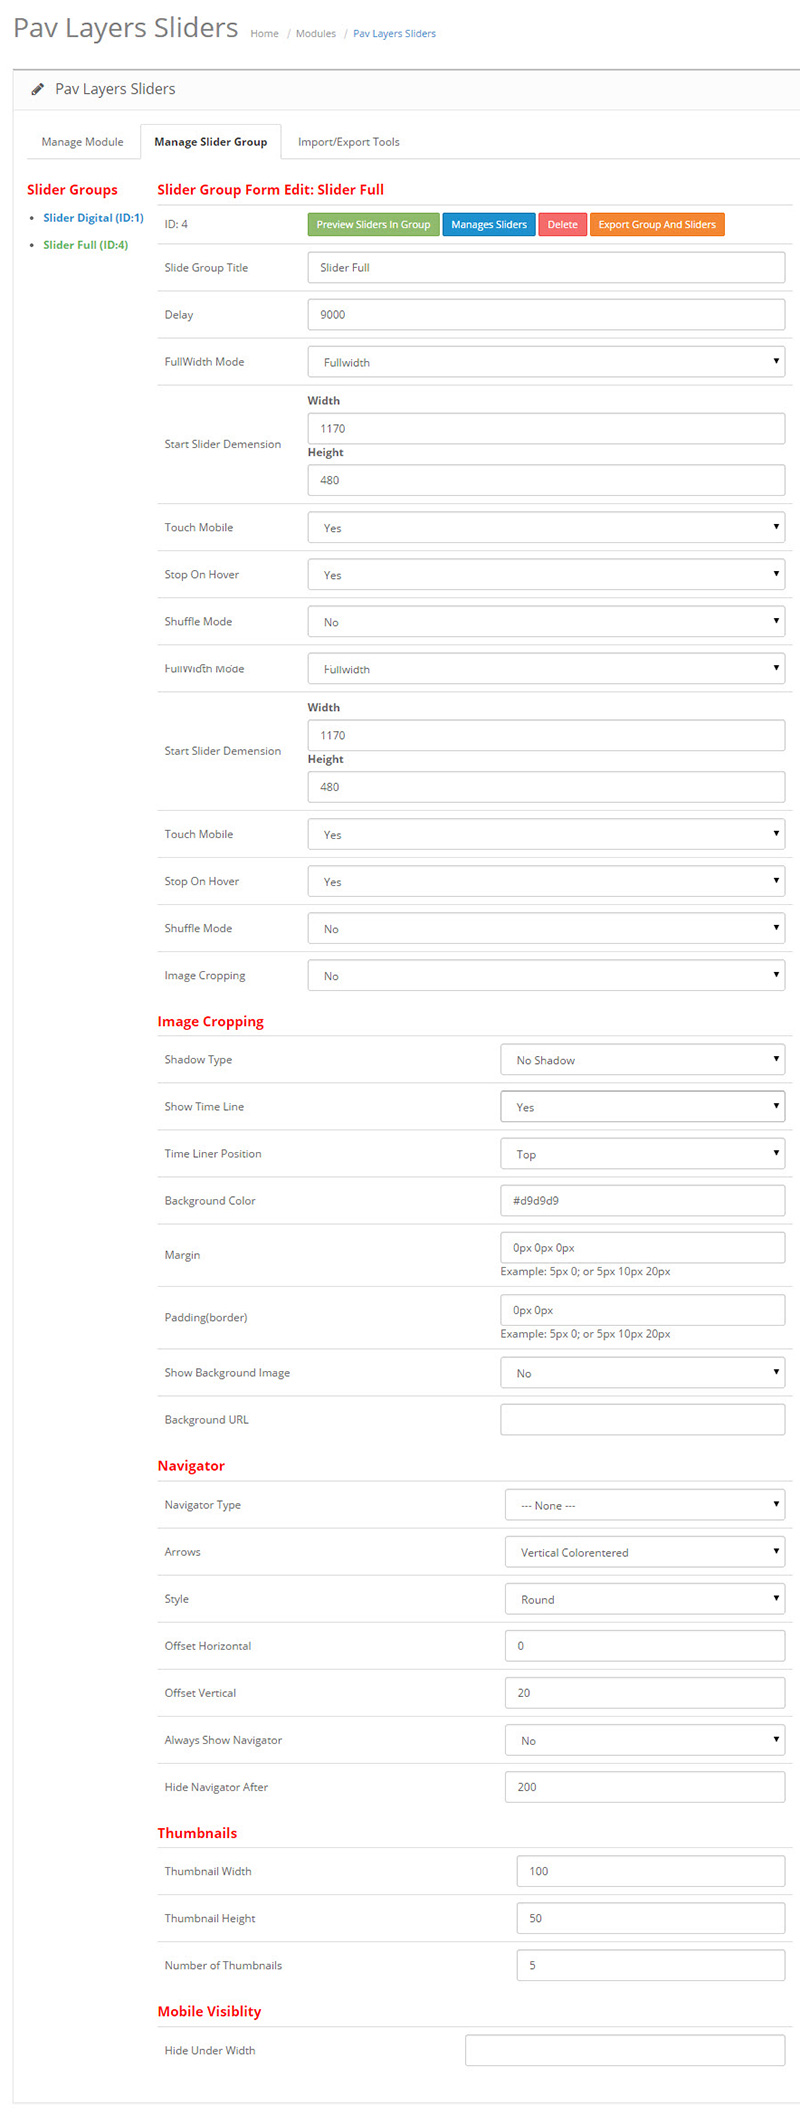 Pav Layers Sliders Home / Modules / Pav Layers Sliders
Pav Layers Sliders
Manage Module Manage Slider Group Import/Export Tools
Slider Groups
Slider Digital (ID:1)
Slider Full (ID:4)
Slider Group Form Edit: Slider Full
ID: 4 Preview Sliders In Group Manages Sliders Delete Export Group And Sliders
Slide Group Title Slider Full
Delay 9000
FullWidth Mode Fullwidth
Start Slider Demension
Width
1170
Height
480
Touch Mobile Yes
Stop On Hover Yes
Shuffle Mode No
FullWidth Mode Fullwidth
Start Slider Demension
Width
1170
Height
480
Touch Mobile Yes
Stop On Hover Yes
Shuffle Mode No
Image Cropping No
Image Cropping
Shadow Type No Shadow
Show Time Line Yes
Time Liner Position Top
Background Color #d9d9d9
Margin 0px 0px 0px
Example: 5px 0; or 5px 10px 20px
Padding(border) 0px 0px
Example: 5px 0; or 5px 10px 20px
Show Background Image No
Background URL
Navigator
Navigator Type --- None ---
Arrows Vertical Colorentered
Style Round
Offset Horizontal 0
Offset Vertical 20
Always Show Navigator No
Hide Navigator After 200
Thumbnails
Thumbnail Width 100
Thumbnail Height 50
Number of Thumbnails 5
Mobile Visiblity
Hide Under Width